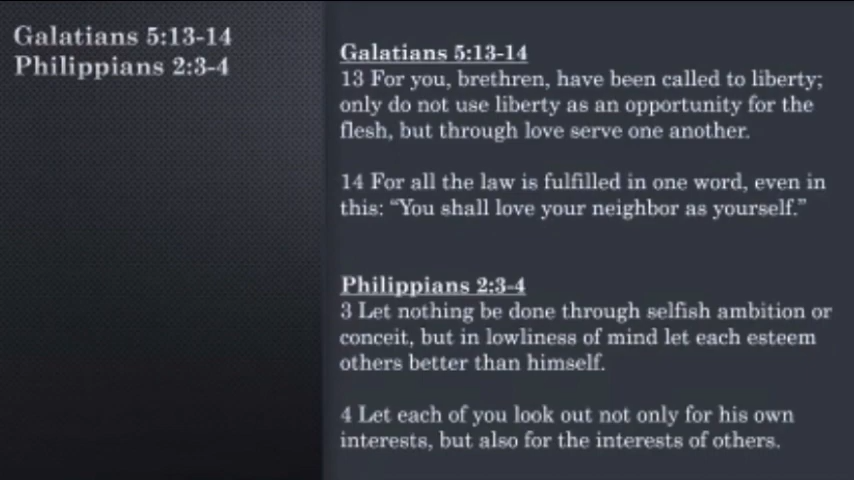 Galatians 5:13-14
Philippians 2:3-4
Galatians 5:13-14
13 For you, brethren, have been called to liberty;
only do not use liberty as an opportunity for the
flesh, but through love serve one another.
14 For all the law is fulfilled in one word, even in
this: “You shall love your neighbor as yourself.”
Philippians 2:3-4
3 Let nothing be done through selfish ambition or
conceit, but in lowliness of mind let each esteem
others better than himself.
4 Let each of you look out not only for his own
interests, but also for the interests of others.